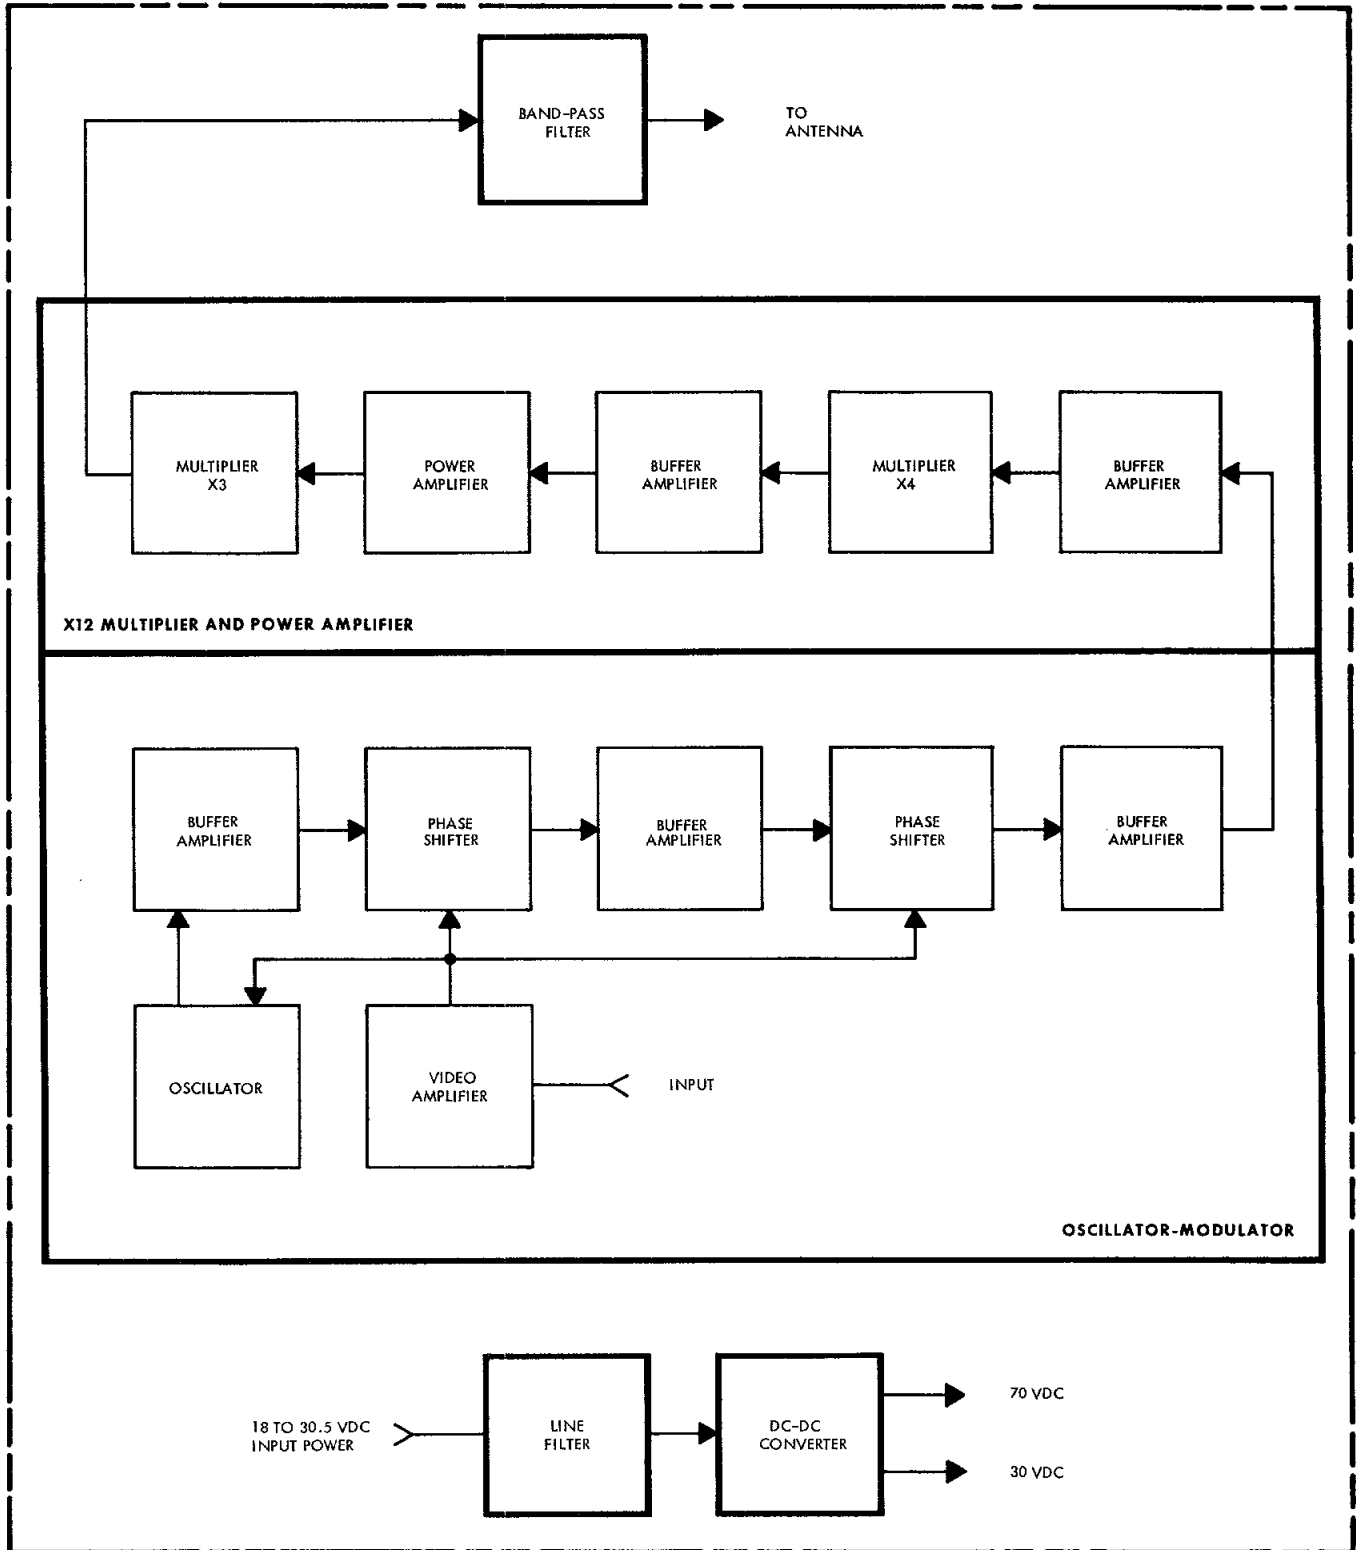 BAND-PASS
FILTER
TO
ANTENNA
MULTIPLIER
X3
POWER
AMPLIFIER
BUFFER
AMPLIFIER
MULTIPLIER
X4
BUFFER
AMPLIFIER
X12 MULTIPLIER AND POWER AMPLIFIER
BUFFER
AMPLIFIER
PHASE
SHIFTER
BUFFER
AMPLIFIER
PHASE
SHIFTER
BUFFER
AMPLIFIER
OSCILLATOR
VIDEO
AMPLIFIER
INPUT
OSCILLATOR-MODULATOR
18 TO 30.5 VDC
INPUT POWER
LINE
FILTER
DC-DC
CONVERTER
70 VDC
30 VDC